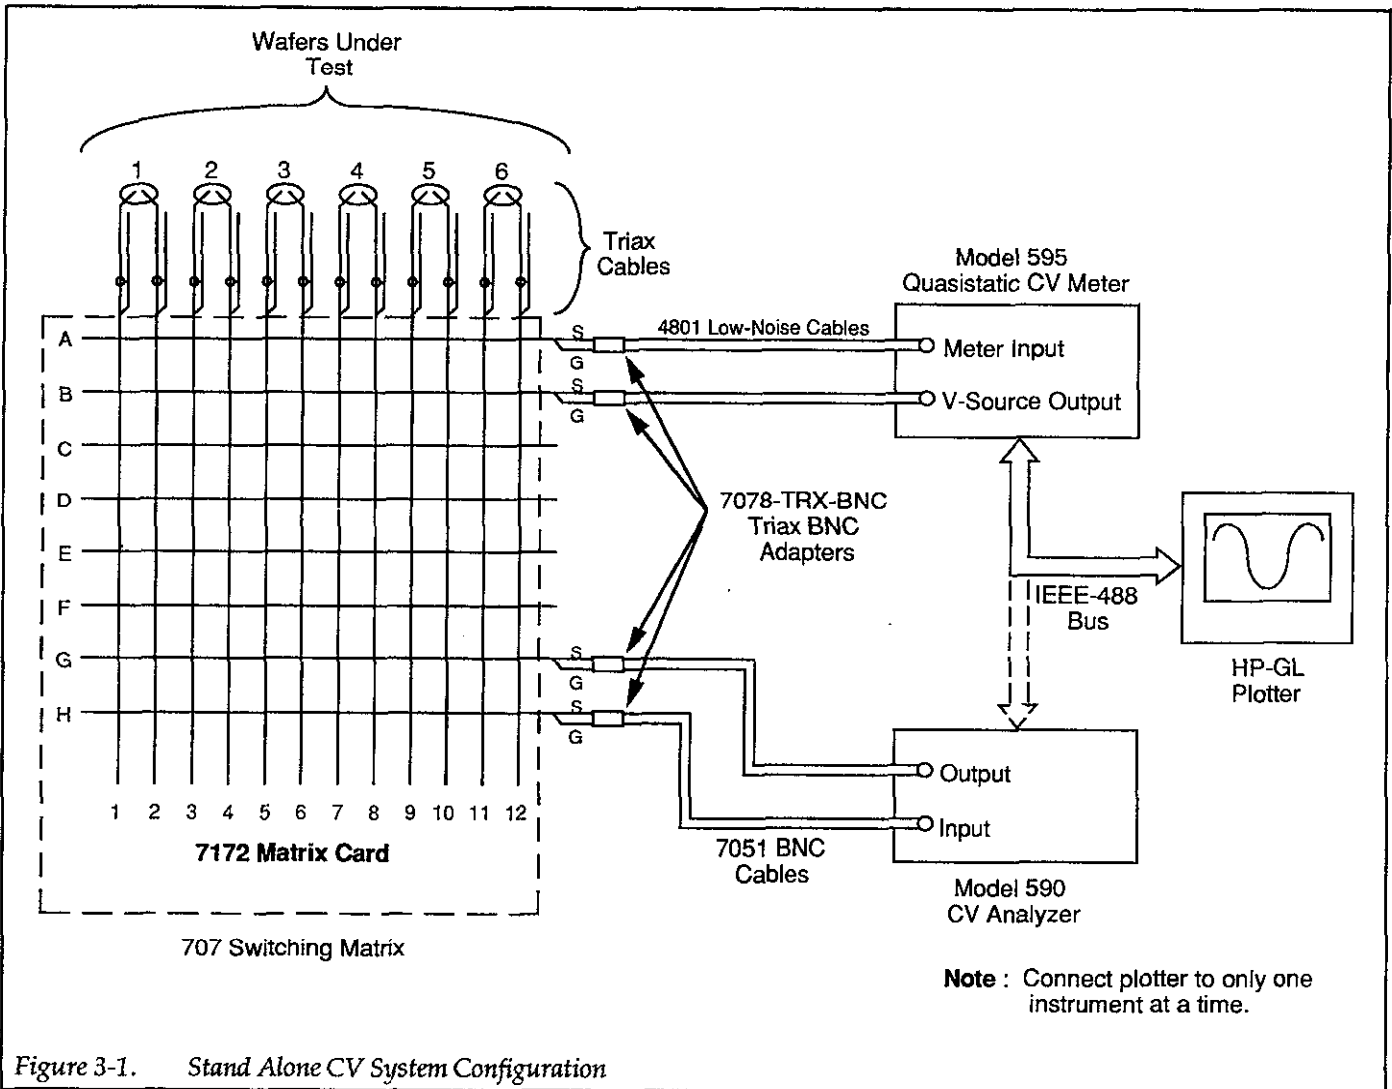 Wafers Under
Test
1 2 3 4 5 6
Triax
Cables
Model 595
Quasistatic CV Meter
A
S
G
4801 Low-Noise Cables
Meter Input
B
S
G
V-Source Output
C
D
E
F
7078-TRX-BNC
Triax BNC
Adapters
IEEE-488
Bus
HP-GL
Plotter
G
S
G
H
S
G
Output
Input
1 2 3 4 5 6 7 8 9 10 11 12
7172 Matrix Card
7051 BNC
Cables
Model 590
CV Analyzer
707 Switching Matrix
Note : Connect plotter to only one
instrument at a time.
Figure 3-1. Stand Alone CV System Configuration